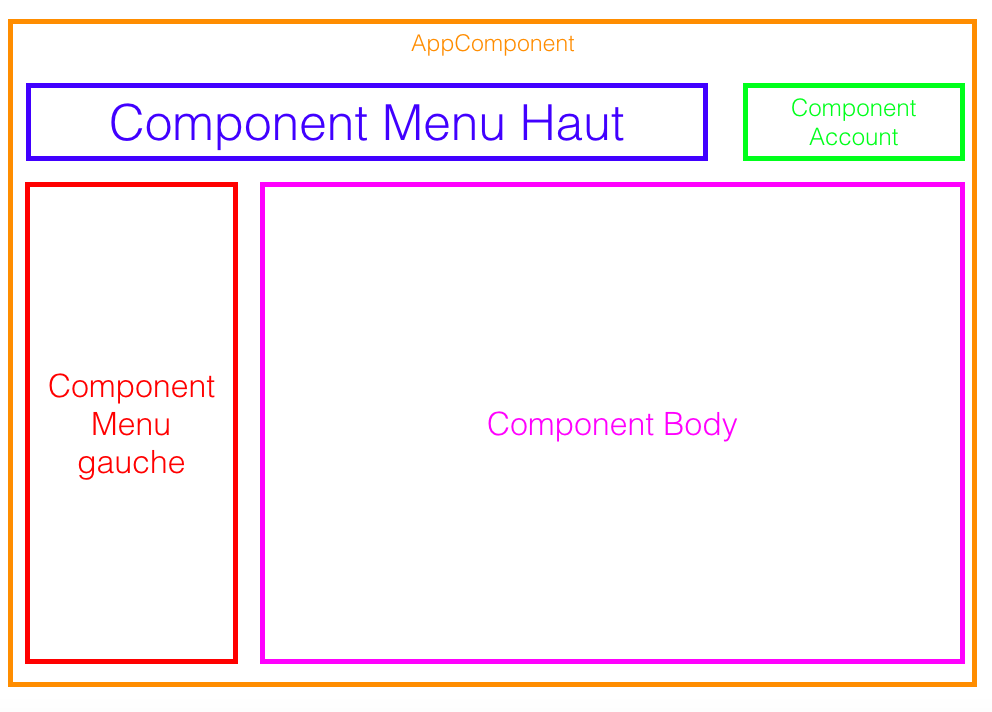 AppComponent
Component Menu Haut
Component
Account
Component
Menu
gauche
Component Body